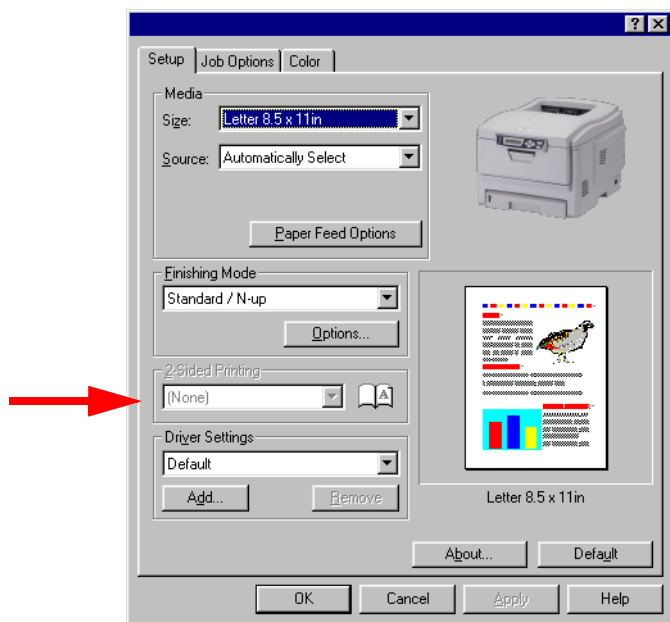 Setup
Job Options
Color
Media
Size:
Letter 8.5 x 11in
Source:
Automatically Select
Paper Feed Options
Finishing Mode
Standard / N-up
Options...
2-Sided Printing
(None)
A
Driver Settings
Default
Add...
Remove
Letter 8.5 x 11in
About...
Default
OK
Cancel
Apply
Help